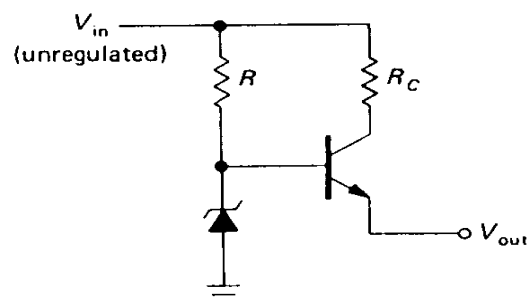 V_in
(unregulated)
R
R_C
V_out